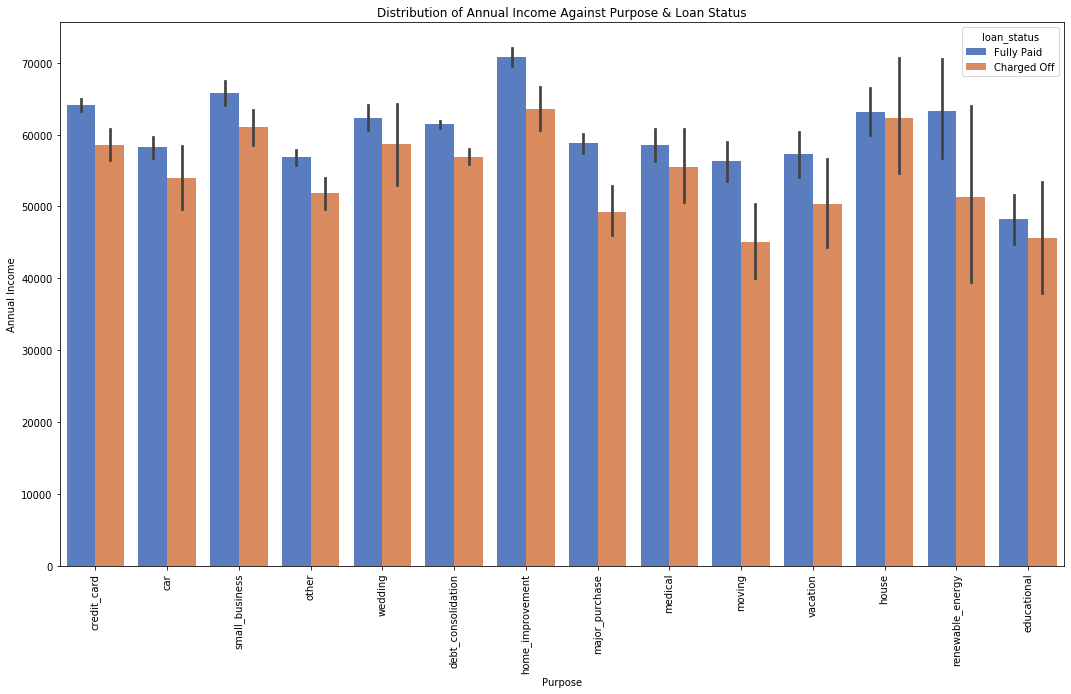 Distribution of Annual Income Against Purpose & Loan Status
loan_status
Fully Paid
Charged Off
Annual Income
70000
60000
50000
40000
30000
20000
10000
0
credit_card
car
small_business
other
wedding
debt_consolidation
home_improvement
major_purchase
medical
moving
vacation
house
renewable_energy
educational
Purpose